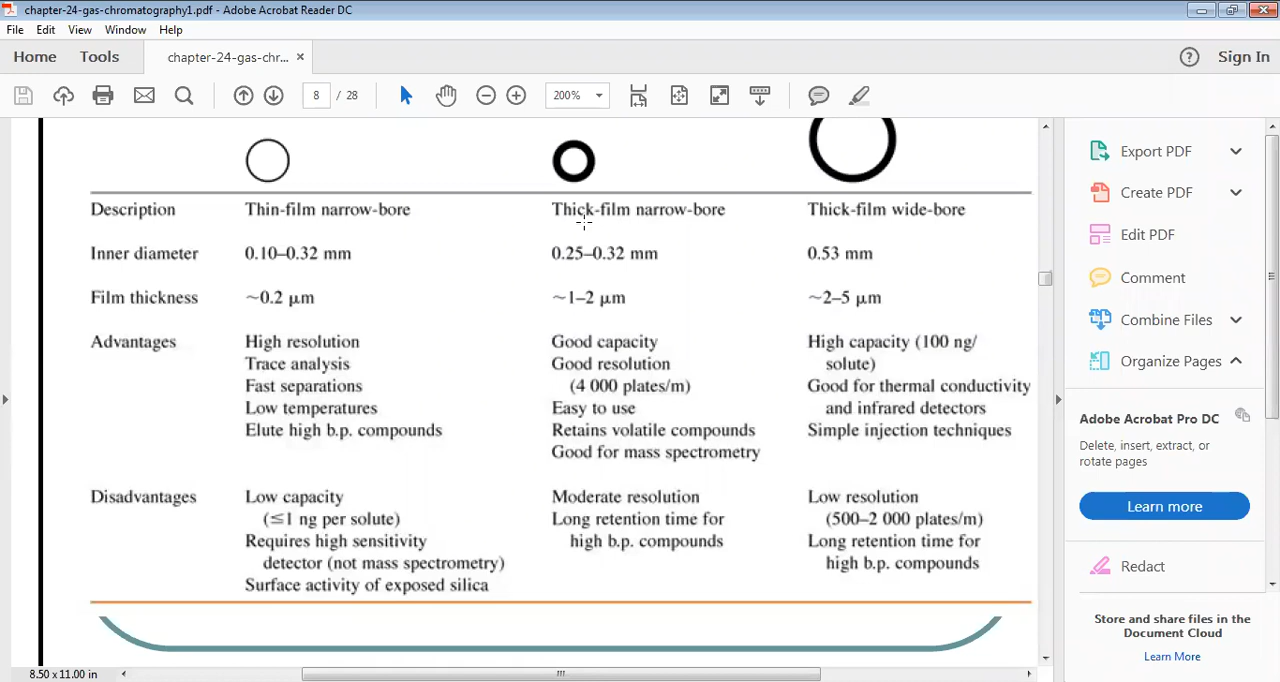 chapter-24-gas-chromatography1.pdf - Adobe Acrobat Reader DC
File Edit View Window Help
Home Tools chapter-24-gas-chr... × Sign In
8 / 28 200%
Description Thin-film narrow-bore Thick-film narrow-bore Thick-film wide-bore
Inner diameter 0.10–0.32 mm 0.25–0.32 mm 0.53 mm
Film thickness ~0.2 μm ~1–2 μm ~2–5 μm
Advantages High resolution Good capacity High capacity (100 ng/
Trace analysis Good resolution solute)
Fast separations (4 000 plates/m) Good for thermal conductivity
Low temperatures Easy to use and infrared detectors
Elute high b.p. compounds Retains volatile compounds Simple injection techniques
Good for mass spectrometry
Disadvantages Low capacity Moderate resolution Low resolution
(≤1 ng per solute) Long retention time for (500–2 000 plates/m)
Requires high sensitivity high b.p. compounds Long retention time for
detector (not mass spectrometry) high b.p. compounds
Surface activity of exposed silica
8.50 x 11.00 in
Export PDF
Create PDF
Edit PDF
Comment
Combine Files
Organize Pages
Adobe Acrobat Pro DC
Delete, insert, extract, or
rotate pages
Learn more
Redact
Store and share files in the
Document Cloud
Learn More